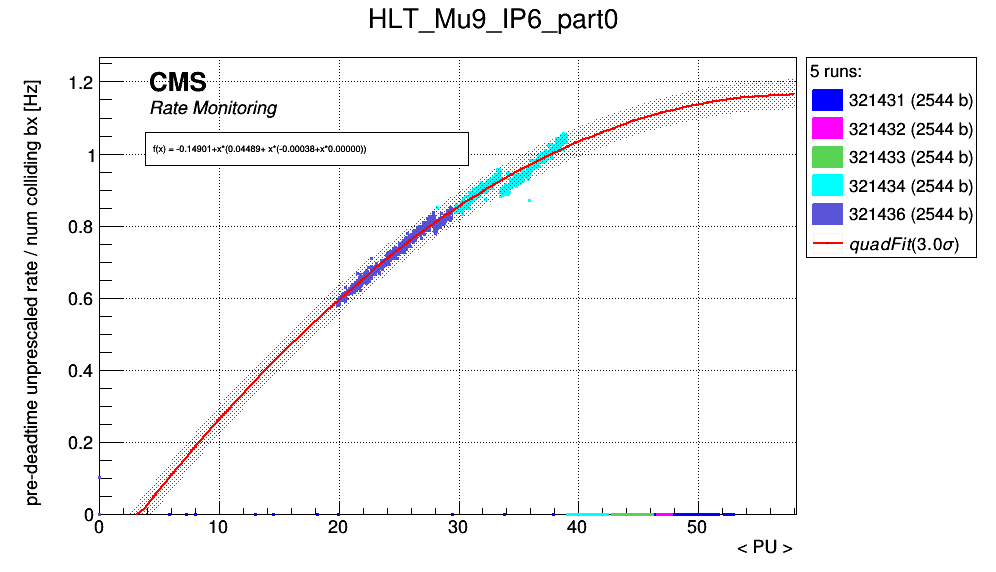 HLT_Mu9_IP6_part0
pre-deadtime unprescaled rate / num colliding bx [Hz]
1.2
1
0.8
0.6
0.4
0.2
0
CMS
Rate Monitoring
f(x) = -0.14901+x*(0.04489+ x*(-0.00038+x*0.00000))
5 runs:
321431 (2544 b)
321432 (2544 b)
321433 (2544 b)
321434 (2544 b)
321436 (2544 b)
quadFit(3.0σ)
0 10 20 30 40 50
< PU >